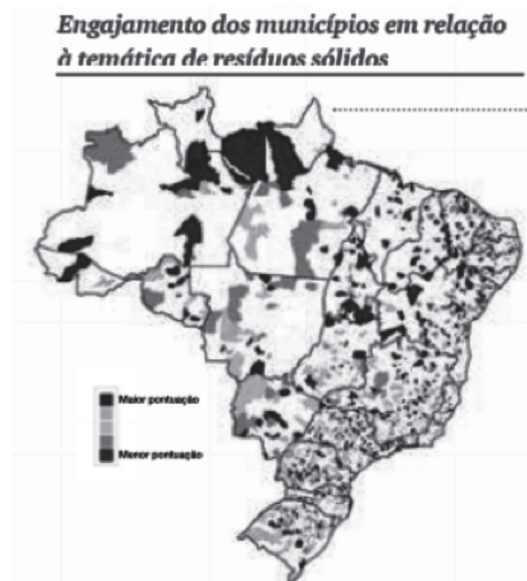 Engajamento dos municípios em relação
à temática de resíduos sólidos
Maior pontuação
Menor pontuação